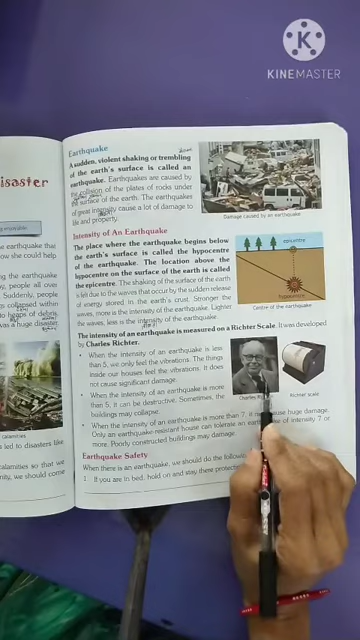 K
KINEMASTER
isaster
Earthquake
A sudden, violent shaking or trembling
of the earth's surface is called an
earthquake. Earthquakes are caused by
the collision of the plates of rocks under
the surface of the earth. The earthquakes
of great intensity cause a lot of damage to
life and property.
Damage caused by an earthquake
Intensity of An Earthquake
The place where the earthquake begins below
the earth's surface is called the hypocentre
of the earthquake. The location above the
hypocentre on the surface of the earth is called
the epicentre. The shaking of the surface of the earth
is felt due to the waves that occur by the sudden release
of energy stored in the earth's crust. Stronger the
waves, more is the intensity of the earthquake. Lighter
the waves, less is the intensity of the earthquake.
epicentre
hypocentre
Centre of the earthquake
The intensity of an earthquake is measured on a Richter Scale. It was developed
by Charles Richter.
• When the intensity of an earthquake is less
than 5, we only feel the vibrations. The things
inside our houses feel the vibrations. It does
not cause significant damage.
• When the intensity of an earthquake is more
than 5, it can be destructive. Sometimes, the
buildings may collapse.
Richter scale
• When the intensity of an earthquake is more than 7, it cause huge damage.
Only an earthquake-resistant house can tolerate an of intensity 7 or
more. Poorly constructed buildings may damage.
Earthquake Safety
When there is an earthquake, we should do the
1. If you are in bed, hold on and stay there
e earthquake that
ow she could help.
ng the earthquake
y, people all over
Suddenly, people
collapsed within
heaps of debris.
was a huge disaster
calamities
s led to disasters like
calamities so that we
y, we should come